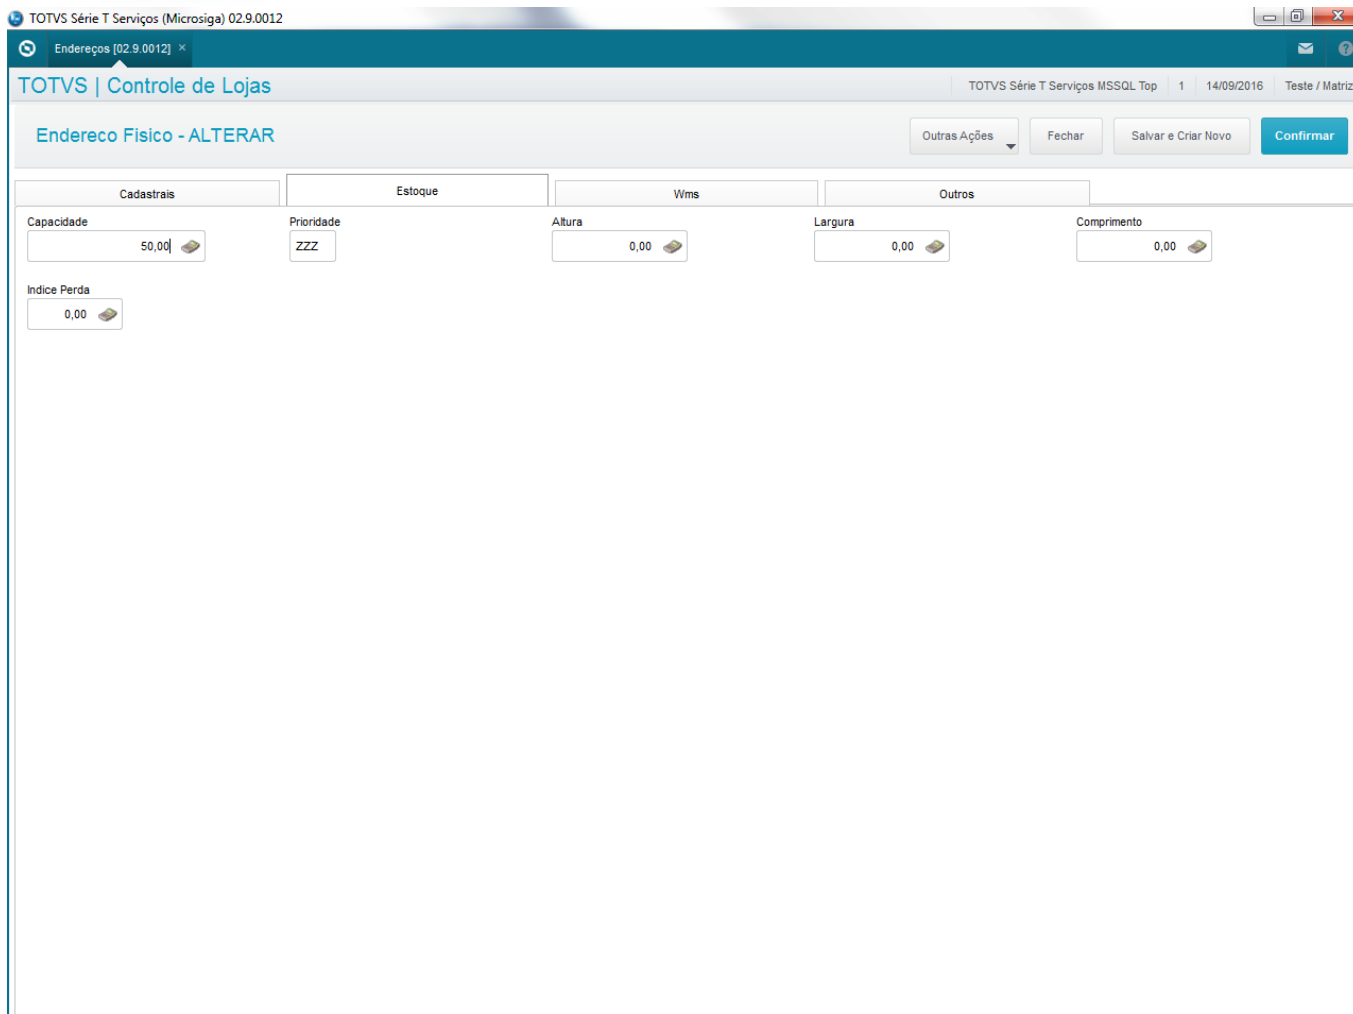 TOTVS Série T Serviços (Microsiga) 02.9.0012
Endereços [02.9.0012] ×
TOTVS | Controle de Lojas
TOTVS Série T Serviços MSSQL Top 1 14/09/2016 Teste / Matriz
Endereco Fisico - ALTERAR
Outras Ações Fechar Salvar e Criar Novo Confirmar
Cadastrais Estoque Wms Outros
Capacidade Prioridade Altura Largura Comprimento
50,00 ZZZ 0,00 0,00 0,00
Indice Perda
0,00